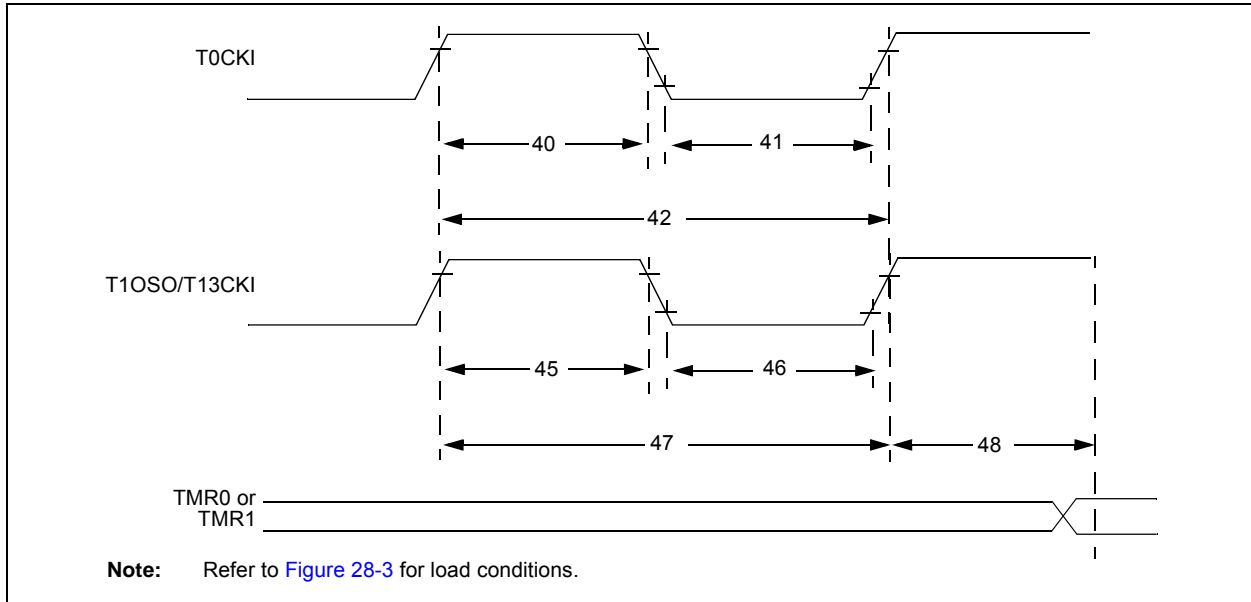 T0CKI
40
41
42
T1OSO/T13CKI
45
46
47
48
TMR0 or
TMR1
Note: Refer to Figure 28-3 for load conditions.